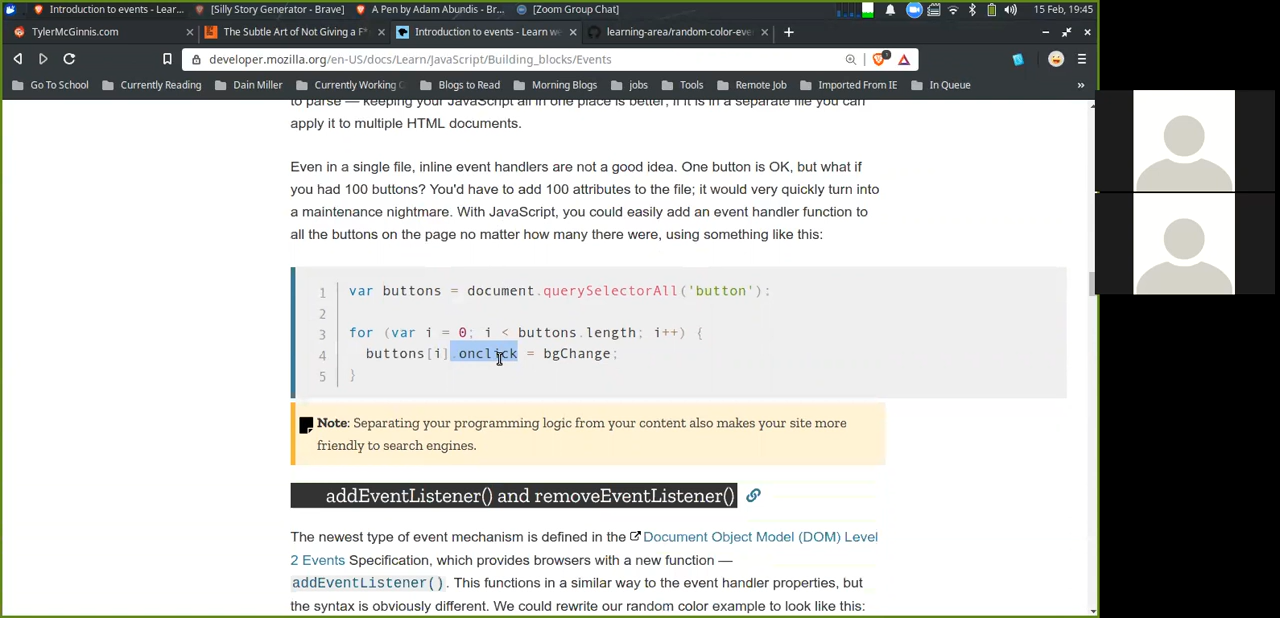 Introduction to events - Lear...
[Silly Story Generator - Brave]
A Pen by Adam Abundis - Br...
[Zoom Group Chat]
15 Feb, 19:45
TylerMcGinnis.com
The Subtle Art of Not Giving a F*
Introduction to events - Learn w
learning-area/random-color-eve
developer.mozilla.org/en-US/docs/Learn/JavaScript/Building_blocks/Events
1
Go To School
Currently Reading
Dain Miller
Currently Working
Blogs to Read
Morning Blogs
jobs
Tools
Remote Job
Imported From IE
In Queue
»
to parse — keeping your JavaScript all in one place is better; if it is in a separate file you can
apply it to multiple HTML documents.
Even in a single file, inline event handlers are not a good idea. One button is OK, but what if
you had 100 buttons? You'd have to add 100 attributes to the file; it would very quickly turn into
a maintenance nightmare. With JavaScript, you could easily add an event handler function to
all the buttons on the page no matter how many there were, using something like this:
1 var buttons = document.querySelectorAll('button');
2
3 for (var i = 0; i < buttons.length; i++) {
4 buttons[i].onclick = bgChange;
5 }
Note: Separating your programming logic from your content also makes your site more
friendly to search engines.
addEventListener() and removeEventListener()
The newest type of event mechanism is defined in the Document Object Model (DOM) Level
2 Events Specification, which provides browsers with a new function —
addEventListener(). This functions in a similar way to the event handler properties, but
the syntax is obviously different. We could rewrite our random color example to look like this: